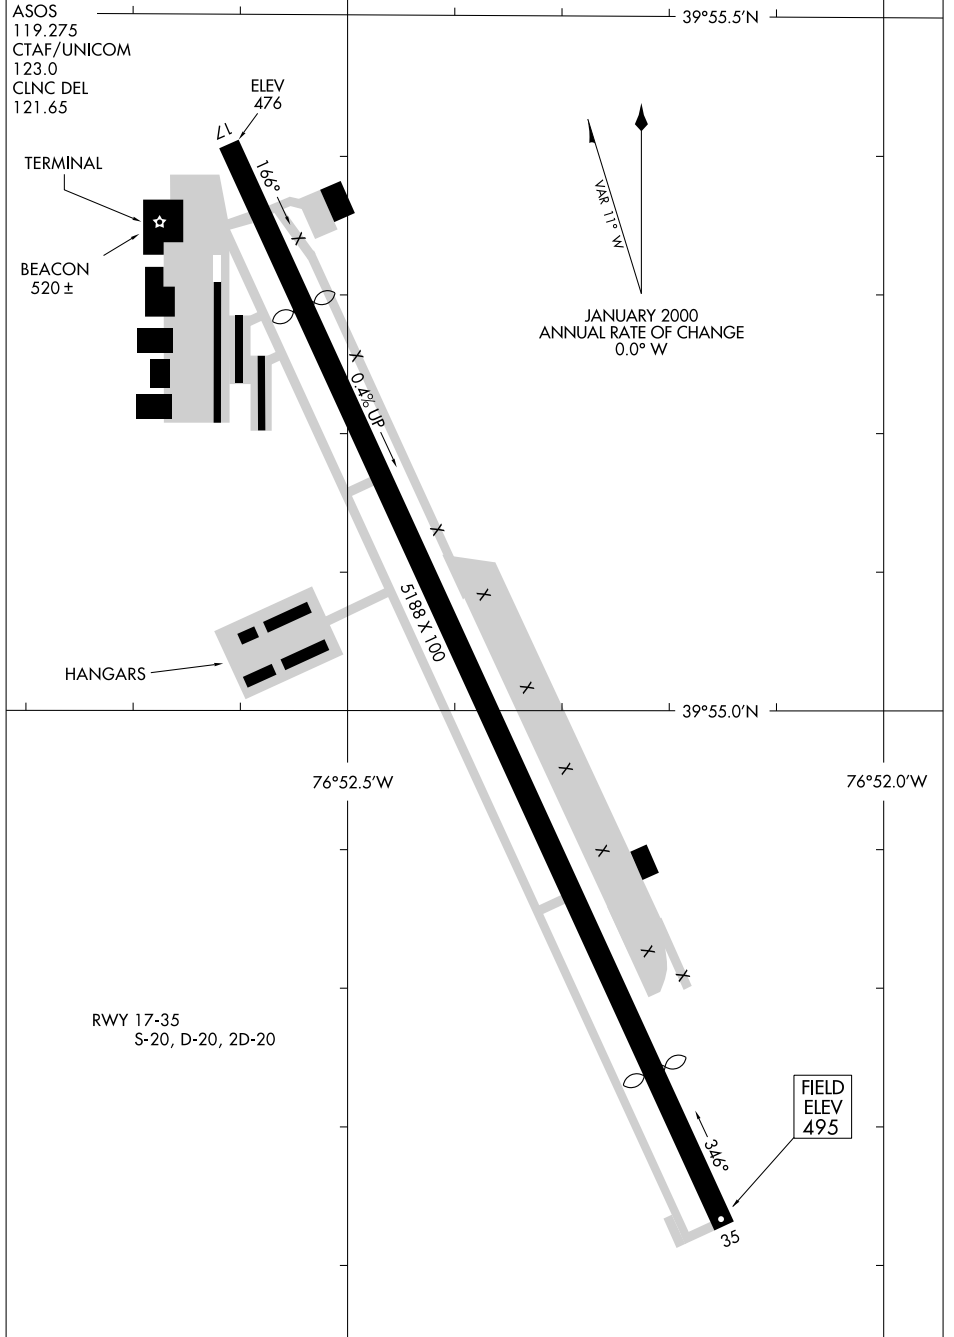 ASOS
119.275
CTAF/UNICOM
123.0
CLNC DEL
121.65
39°55.5'N
ELEV
476
17
TERMINAL
166°
BEACON
520 ±
VAR 11° W
JANUARY 2000
ANNUAL RATE OF CHANGE
0.0° W
0.4% UP
5188 X 100
HANGARS
39°55.0'N
76°52.5'W
76°52.0'W
RWY 17-35
S-20, D-20, 2D-20
FIELD
ELEV
495
346°
35